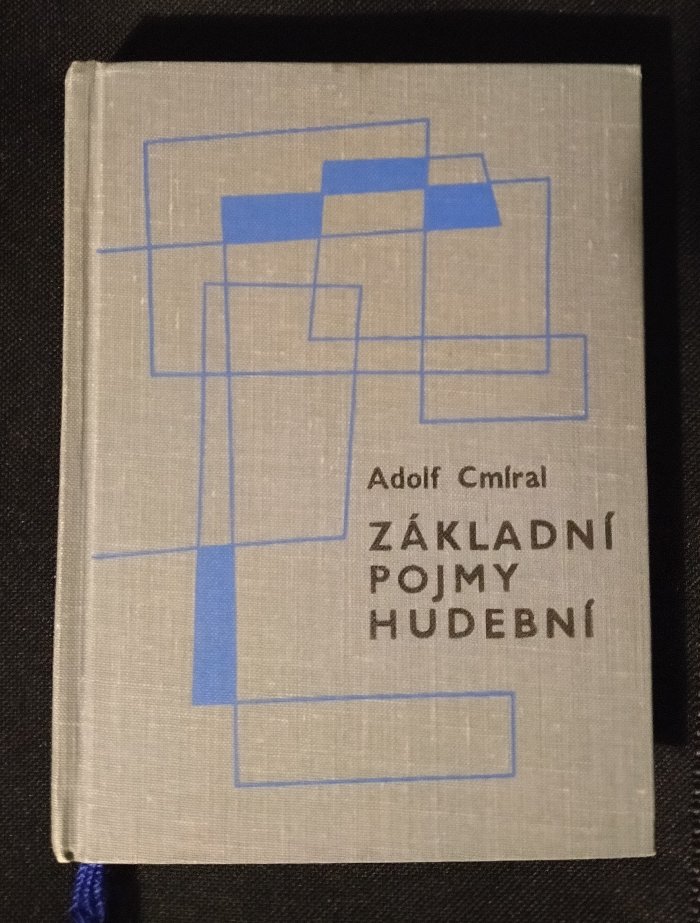 Adolf Cmíral
ZÁKLADNÍ
POJMY
HUDEBNÍ